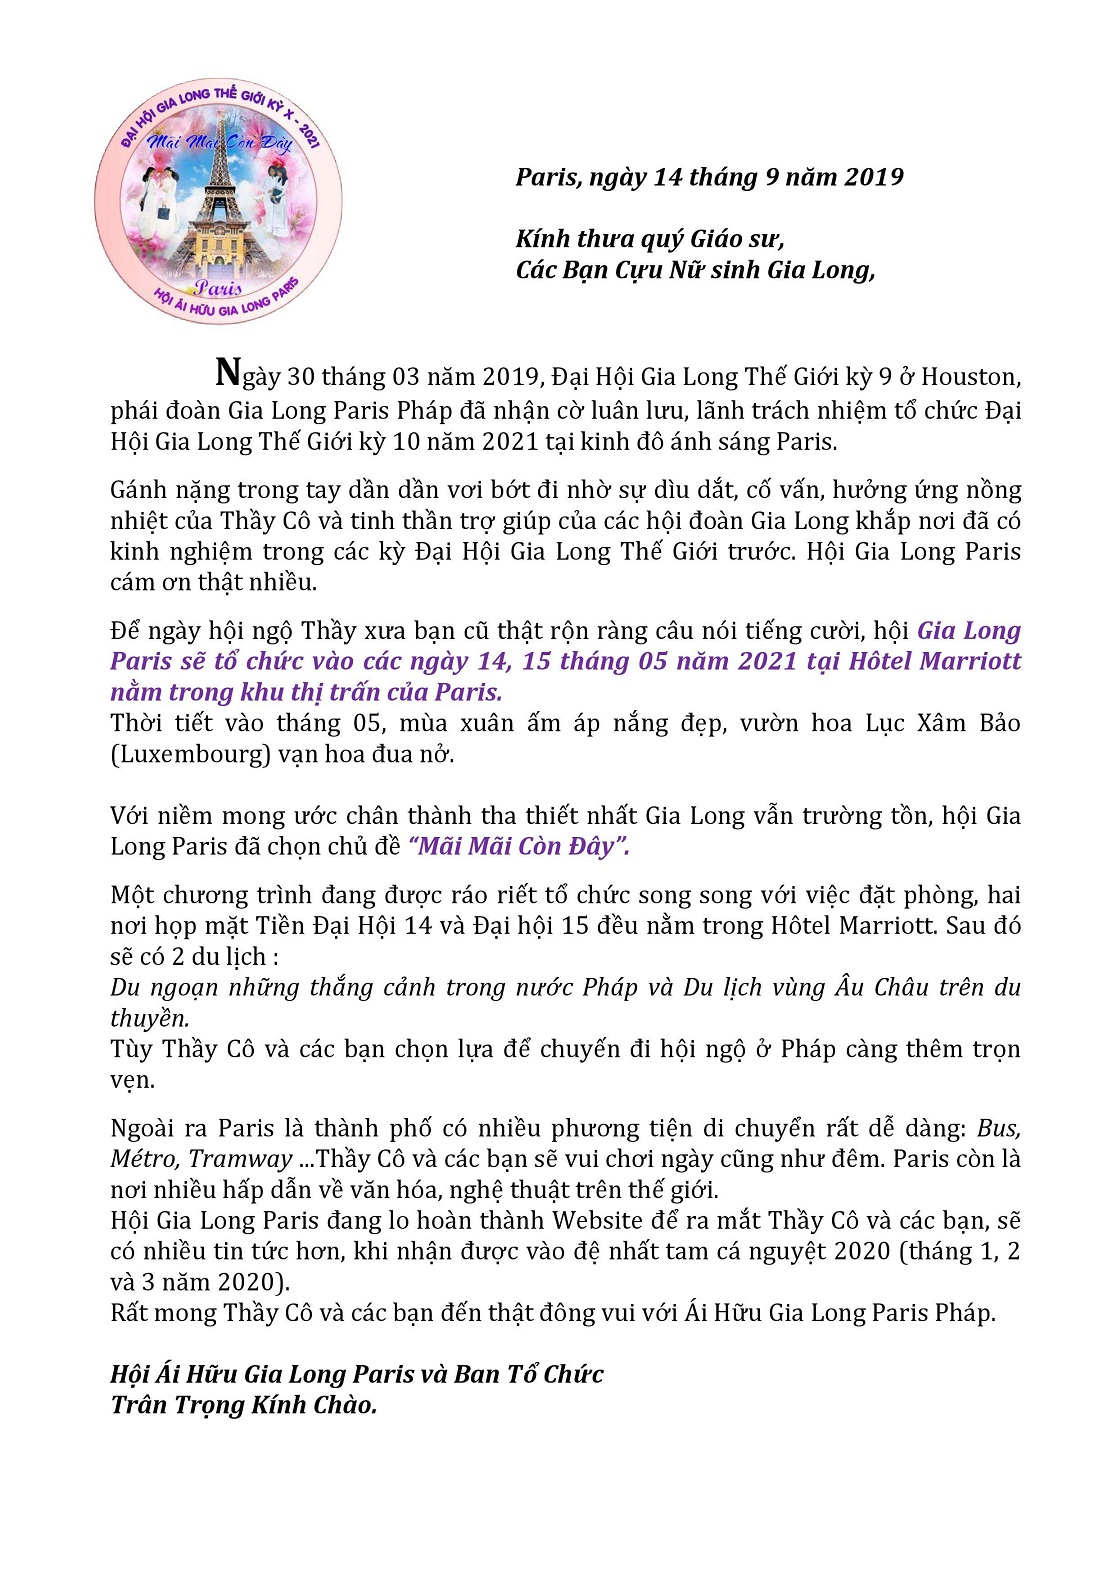 ĐẠI HỘI GIA LONG THẾ GIỚI KỲ X - 2021
Mãi Mãi Còn Đây
Paris
HỘI ÁI HỮU GIA LONG PARIS
Paris, ngày 14 tháng 9 năm 2019
Kính thưa quý Giáo sư,
Các Bạn Cựu Nữ sinh Gia Long,
Ngày 30 tháng 03 năm 2019, Đại Hội Gia Long Thế Giới kỳ 9 ở Houston,
phái đoàn Gia Long Paris Pháp đã nhận cờ luân lưu, lãnh trách nhiệm tổ chức Đại
Hội Gia Long Thế Giới kỳ 10 năm 2021 tại kinh đô ánh sáng Paris.
Gánh nặng trong tay dần dần vơi bớt đi nhờ sự dìu dắt, cố vấn, hưởng ứng nồng
nhiệt của Thầy Cô và tinh thần trợ giúp của các hội đoàn Gia Long khắp nơi đã có
kinh nghiệm trong các kỳ Đại Hội Gia Long Thế Giới trước. Hội Gia Long Paris
cám ơn thật nhiều.
Để ngày hội ngộ Thầy xưa bạn cũ thật rộn ràng câu nói tiếng cười, hội Gia Long
Paris sẽ tổ chức vào các ngày 14, 15 tháng 05 năm 2021 tại Hôtel Marriott
nằm trong khu thị trấn của Paris.
Thời tiết vào tháng 05, mùa xuân ấm áp nắng đẹp, vườn hoa Lục Xâm Bảo
(Luxembourg) vạn hoa đua nở.
Với niềm mong ước chân thành tha thiết nhất Gia Long vẫn trường tồn, hội Gia
Long Paris đã chọn chủ đề “Mãi Mãi Còn Đây”.
Một chương trình đang được ráo riết tổ chức song song với việc đặt phòng, hai
nơi họp mặt Tiền Đại Hội 14 và Đại hội 15 đều nằm trong Hôtel Marriott. Sau đó
sẽ có 2 du lịch :
Du ngoạn những thắng cảnh trong nước Pháp và Du lịch vùng Âu Châu trên du
thuyền.
Tùy Thầy Cô và các bạn chọn lựa để chuyến đi hội ngộ ở Pháp càng thêm trọn
vẹn.
Ngoài ra Paris là thành phố có nhiều phương tiện di chuyển rất dễ dàng: Bus,
Métro, Tramway ...Thầy Cô và các bạn sẽ vui chơi ngày cũng như đêm. Paris còn là
nơi nhiều hấp dẫn về văn hóa, nghệ thuật trên thế giới.
Hội Gia Long Paris đang lo hoàn thành Website để ra mắt Thầy Cô và các bạn, sẽ
có nhiều tin tức hơn, khi nhận được vào đệ nhất tam cá nguyệt 2020 (tháng 1, 2
và 3 năm 2020).
Rất mong Thầy Cô và các bạn đến thật đông vui với Ái Hữu Gia Long Paris Pháp.
Hội Ái Hữu Gia Long Paris và Ban Tổ Chức
Trân Trọng Kính Chào.